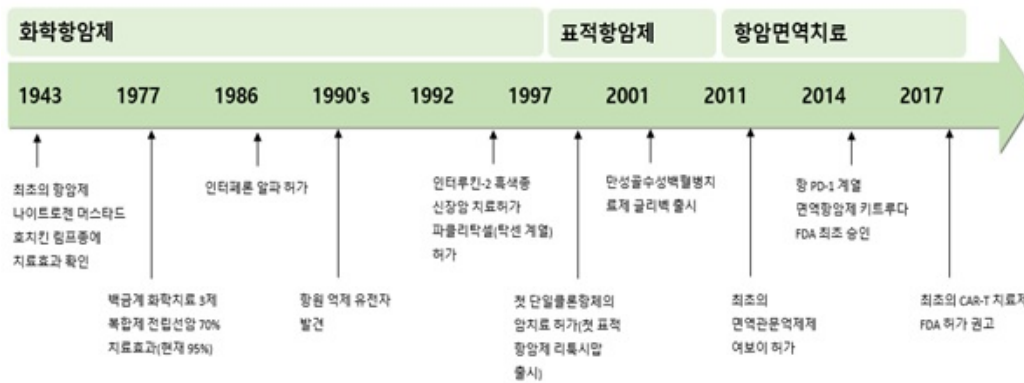 화학항암제
표적항암제
항암면역치료
1943
1977
1986
1990's
1992
1997
2001
2011
2014
2017
최초의 항암제
나이트로젠 머스타드
호치킨 림프종에
치료효과 확인
백금계 화학치료 3제
복합제 전립선암 70%
치료효과(현재 95%)
인터페론 알파 허가
항원 억제 유전자
발견
인터루킨-2 흑색종
신장암 치료허가
파클리탁셀(탁센 계열)
허가
첫 단일클론항체의
암치료 허가(첫 표적
항암제 리툭시맙
출시)
만성골수성백혈병치
료제 글리벡 출시
최초의
면역관문억제제
여보이 허가
항 PD-1 계열
면역항암제 키트루다
FDA 최초 승인
최초의 CAR-T 치료제
FDA 허가 권고